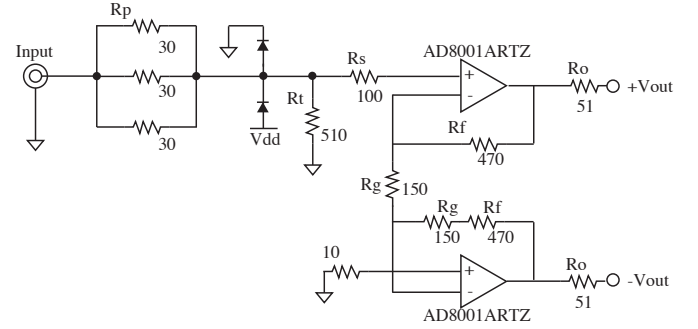 Rp
30
30
30
Input
Vdd
Rt
510
Rs
100
AD8001ARTZ
+
-
Ro
51
+Vout
Rf
470
Rg
150
Rg
150
Rf
470
10
+
-
AD8001ARTZ
Ro
51
-Vout